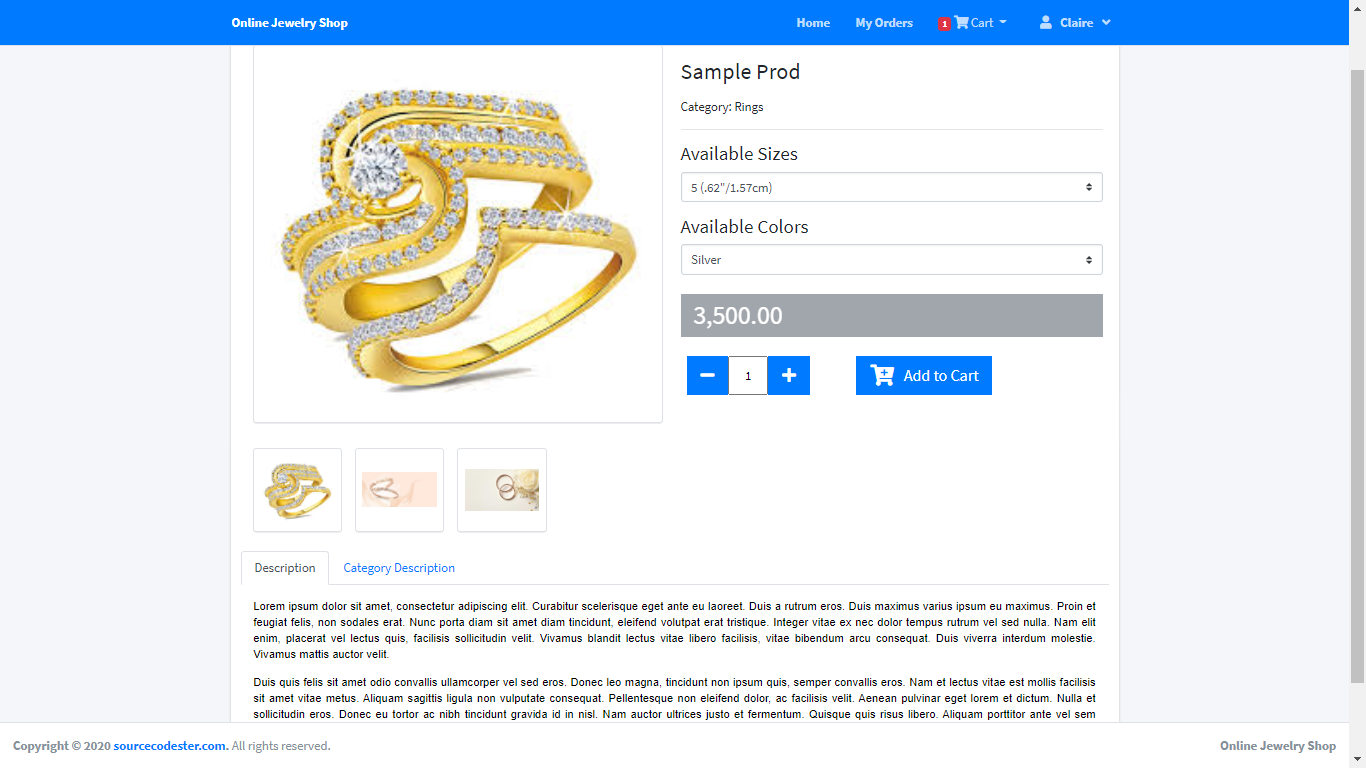 Online Jewelry Shop
Home
My Orders
1
Cart
Claire
Sample Prod
Category: Rings
Available Sizes
5 (.62"/1.57cm)
Available Colors
Silver
3,500.00
1
Add to Cart
Description
Category Description
Lorem ipsum dolor sit amet, consectetur adipiscing elit. Curabitur scelerisque eget ante eu laoreet. Duis a rutrum eros. Duis maximus varius ipsum eu maximus. Proin et
feugiat felis, non sodales erat. Nunc porta diam sit amet diam tincidunt, eleifend volutpat erat tristique. Integer vitae ex nec dolor tempus rutrum vel sed nulla. Nam elit
enim, placerat vel lectus quis, facilisis sollicitudin velit. Vivamus blandit lectus vitae libero facilisis, vitae bibendum arcu consequat. Duis viverra interdum molestie.
Vivamus mattis auctor velit.
Duis quis felis sit amet odio convallis ullamcorper vel sed eros. Donec leo magna, tincidunt non ipsum quis, semper convallis eros. Nam et lectus vitae est mollis facilisis
sit amet vitae metus. Aliquam sagittis ligula non vulputate consequat. Pellentesque non eleifend dolor, ac facilisis velit. Aenean pulvinar eget lorem et dictum. Nulla et
sollicitudin eros. Donec eu tortor ac nibh tincidunt gravida id in nisl. Nam auctor ultrices justo et fermentum. Quisque quis risus libero. Aliquam porttitor ante vel sem
Copyright © 2020 sourcecodester.com. All rights reserved.
Online Jewelry Shop